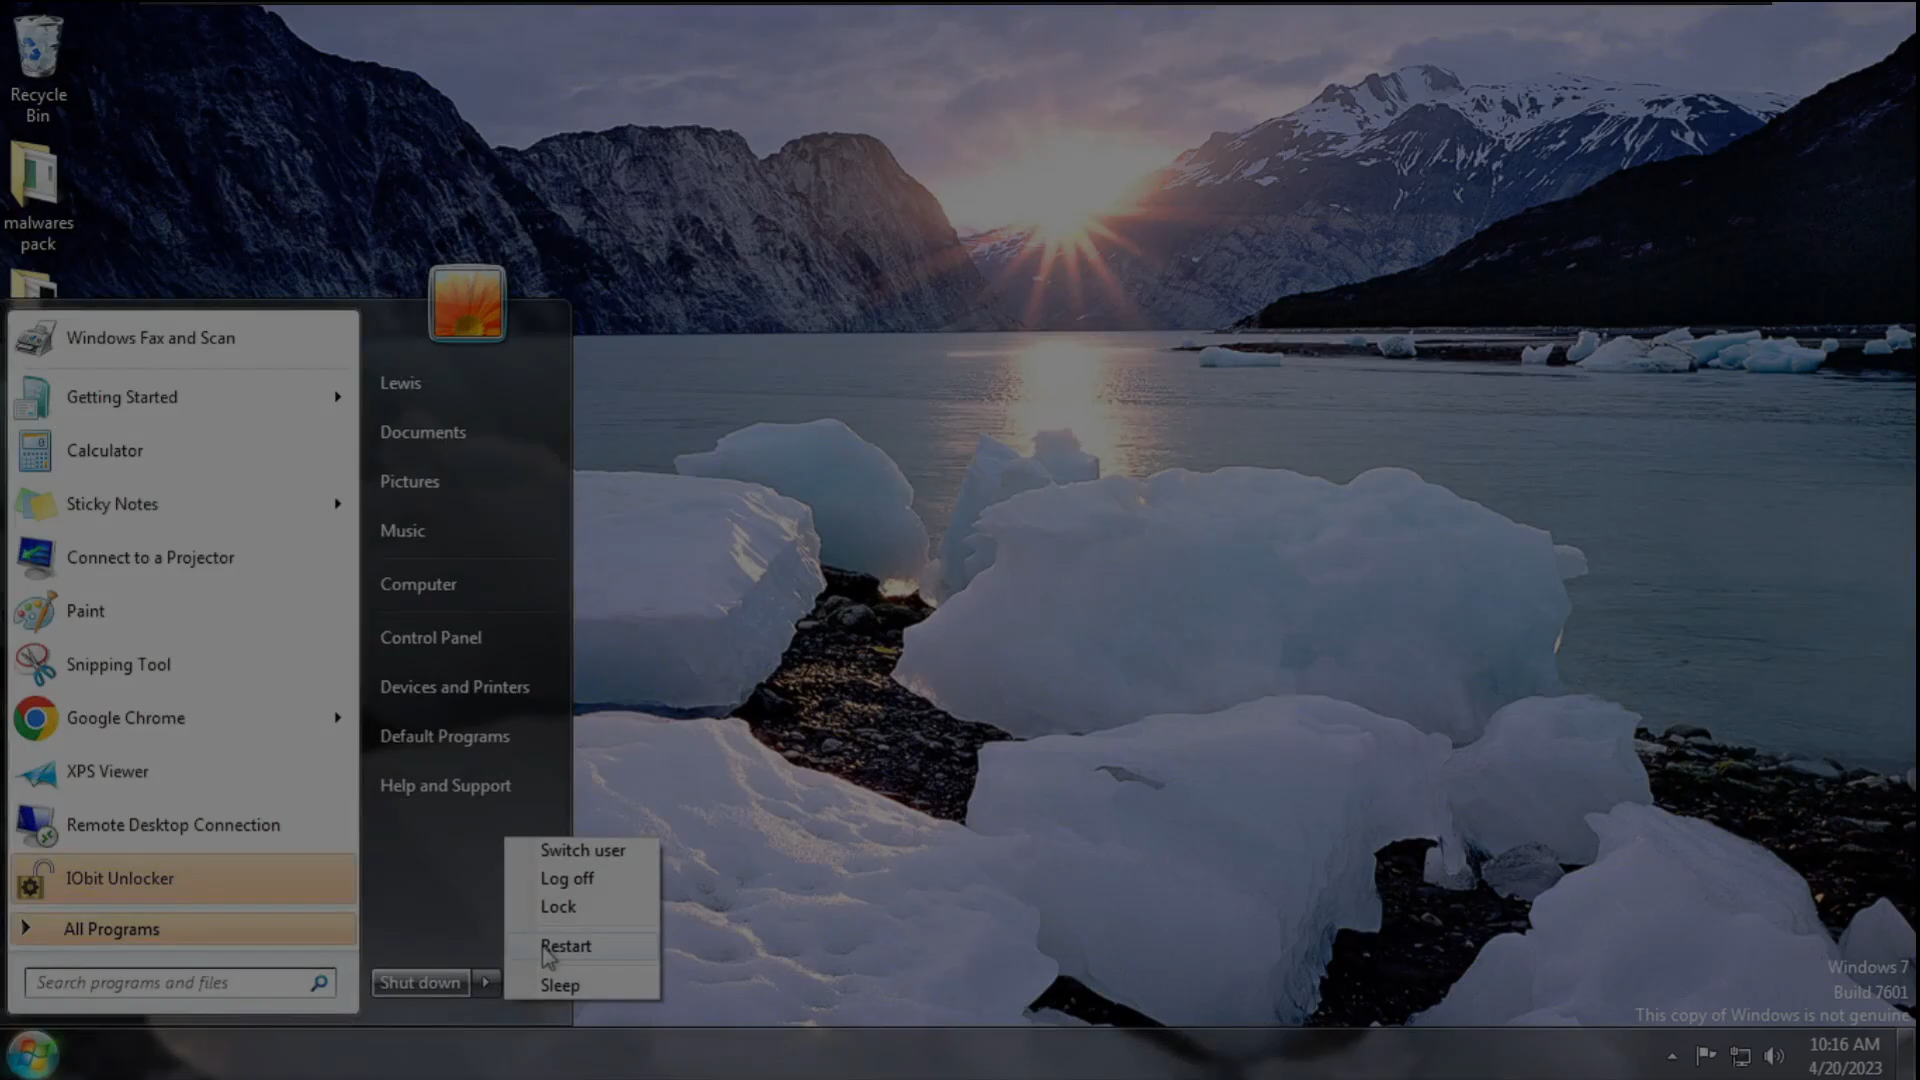 Recycle
Bin
malwares
pack
Windows Fax and Scan
Getting Started
Calculator
Sticky Notes
Connect to a Projector
Paint
Snipping Tool
Google Chrome
XPS Viewer
Remote Desktop Connection
IObit Unlocker
All Programs
Search programs and files
Lewis
Documents
Pictures
Music
Computer
Control Panel
Devices and Printers
Default Programs
Help and Support
Shut down
Switch user
Log off
Lock
Restart
Sleep
Windows 7
Build 7601
This copy of Windows is not genuine
10:16 AM
4/20/2023